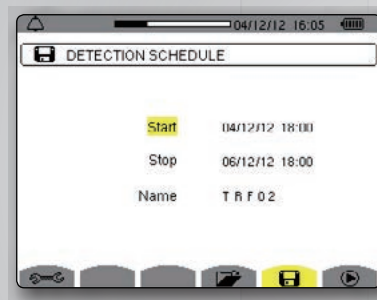 04/12/12 16:05
DETECTION SCHEDULE
Start 04/12/12 18:00
Stop 06/12/12 18:00
Name T R F 0 2